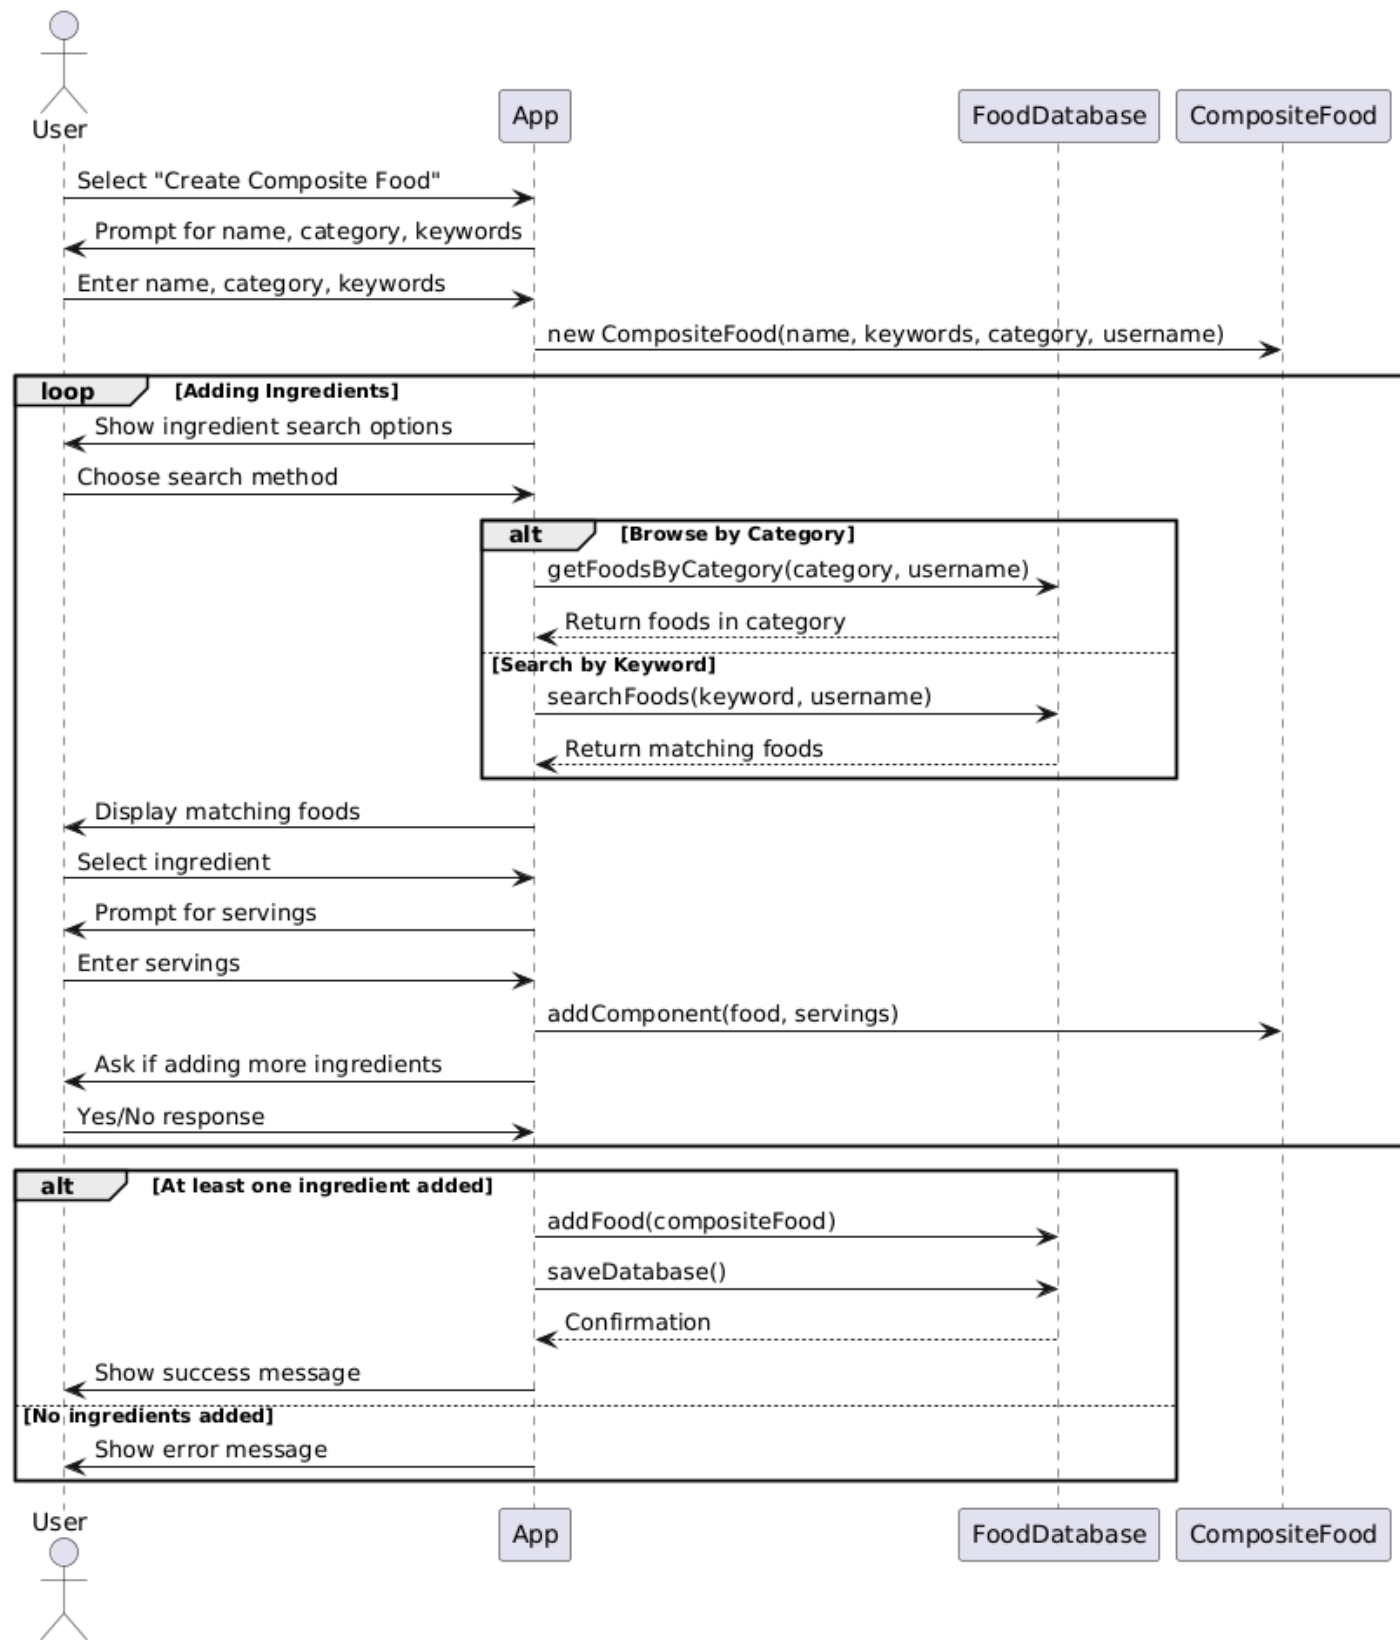 User
App
FoodDatabase
CompositeFood
Select "Create Composite Food"
Prompt for name, category, keywords
Enter name, category, keywords
new CompositeFood(name, keywords, category, username)
loop
[Adding Ingredients]
Show ingredient search options
Choose search method
alt
[Browse by Category]
getFoodsByCategory(category, username)
Return foods in category
[Search by Keyword]
searchFoods(keyword, username)
Return matching foods
Display matching foods
Select ingredient
Prompt for servings
Enter servings
addComponent(food, servings)
Ask if adding more ingredients
Yes/No response
alt
[At least one ingredient added]
addFood(compositeFood)
saveDatabase()
Confirmation
Show success message
[No ingredients added]
Show error message
User
App
FoodDatabase
CompositeFood